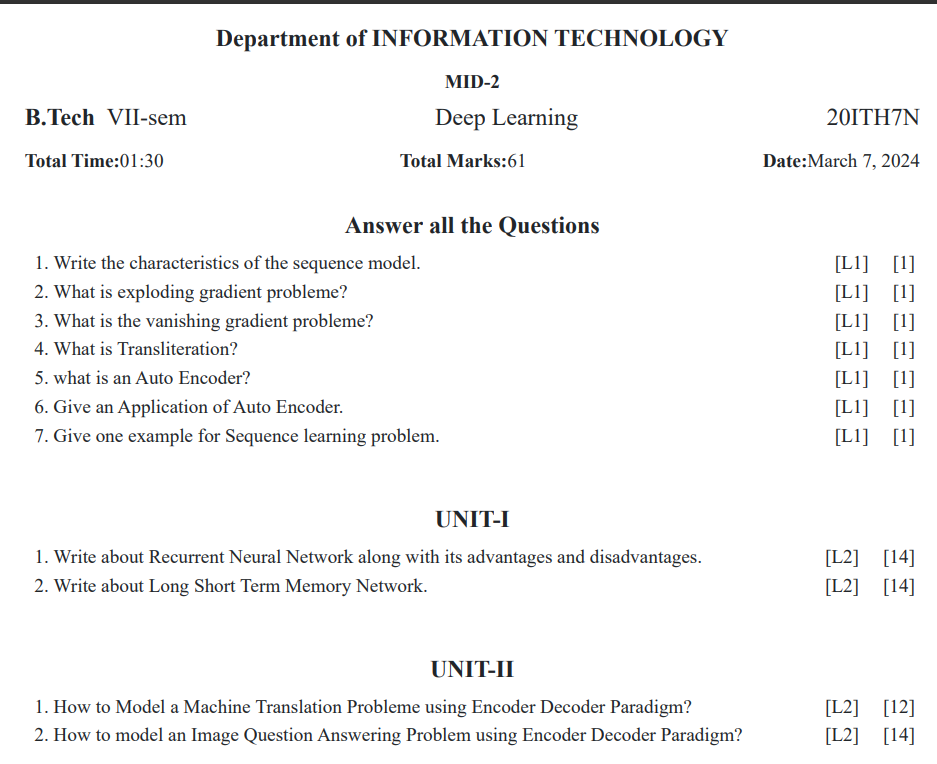 Department of INFORMATION TECHNOLOGY
MID-2
B.Tech VII-sem Deep Learning 20ITH7N
Total Time:01:30 Total Marks:61 Date:March 7, 2024
Answer all the Questions
1. Write the characteristics of the sequence model. [L1] [1]
2. What is exploding gradient probleme? [L1] [1]
3. What is the vanishing gradient probleme? [L1] [1]
4. What is Transliteration? [L1] [1]
5. what is an Auto Encoder? [L1] [1]
6. Give an Application of Auto Encoder. [L1] [1]
7. Give one example for Sequence learning problem. [L1] [1]
UNIT-I
1. Write about Recurrent Neural Network along with its advantages and disadvantages. [L2] [14]
2. Write about Long Short Term Memory Network. [L2] [14]
UNIT-II
1. How to Model a Machine Translation Probleme using Encoder Decoder Paradigm? [L2] [12]
2. How to model an Image Question Answering Problem using Encoder Decoder Paradigm? [L2] [14]